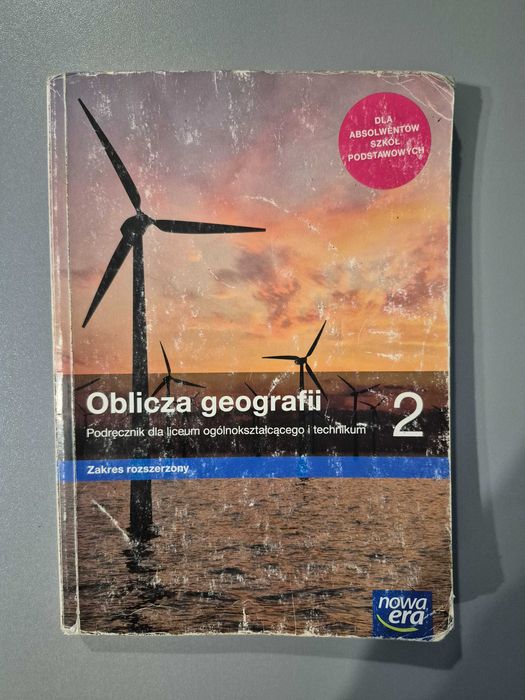 DLA
ABSOLWENTÓW
SZKÓŁ
PODSTAWOWYCH
Oblicza geografii 2
Podręcznik dla liceum ogólnokształcącego i technikum
Zakres rozszerzony
nowa
era